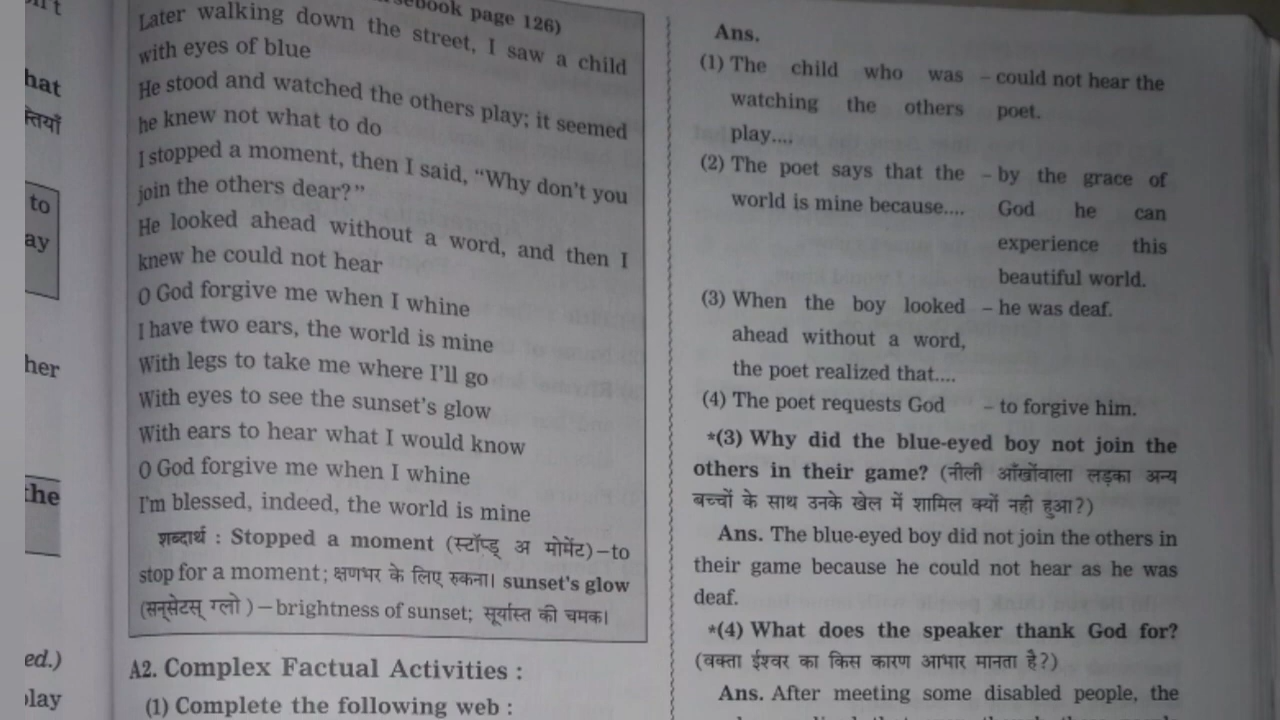 hat
स्तियाँ
to
ay
her
the
ed.)
play
page 126)
Later walking down the street, I saw a child
with eyes of blue
He stood and watched the others play; it seemed
he knew not what to do
I stopped a moment, then I said, “Why don't you
join the others dear?”
He looked ahead without a word, and then I
knew he could not hear
O God forgive me when I whine
I have two ears, the world is mine
With legs to take me where I'll go
With eyes to see the sunset's glow
With ears to hear what I would know
O God forgive me when I whine
I'm blessed, indeed, the world is mine
शब्दार्थ : Stopped a moment (स्टॉप्ड् अ मोमेंट)–to
stop for a moment; क्षणभर के लिए रुकना। sunset's glow
(सन्सेटस् ग्लो) – brightness of sunset; सूर्यास्त की चमक।
A2. Complex Factual Activities :
(1) Complete the following web :
Ans.
(1) The child who was – could not hear the
watching the others poet.
play....
(2) The poet says that the – by the grace of
world is mine because.... God he can
experience this
beautiful world.
(3) When the boy looked – he was deaf.
ahead without a word,
the poet realized that....
(4) The poet requests God – to forgive him.
*(3) Why did the blue-eyed boy not join the
others in their game? (नीली आँखोंवाला लड़का अन्य
बच्चों के साथ उनके खेल में शामिल क्यों नही हुआ?)
Ans. The blue-eyed boy did not join the others in
their game because he could not hear as he was
deaf.
*(4) What does the speaker thank God for?
(वक्ता ईश्वर का किस कारण आभार मानता है?)
Ans. After meeting some disabled people, the